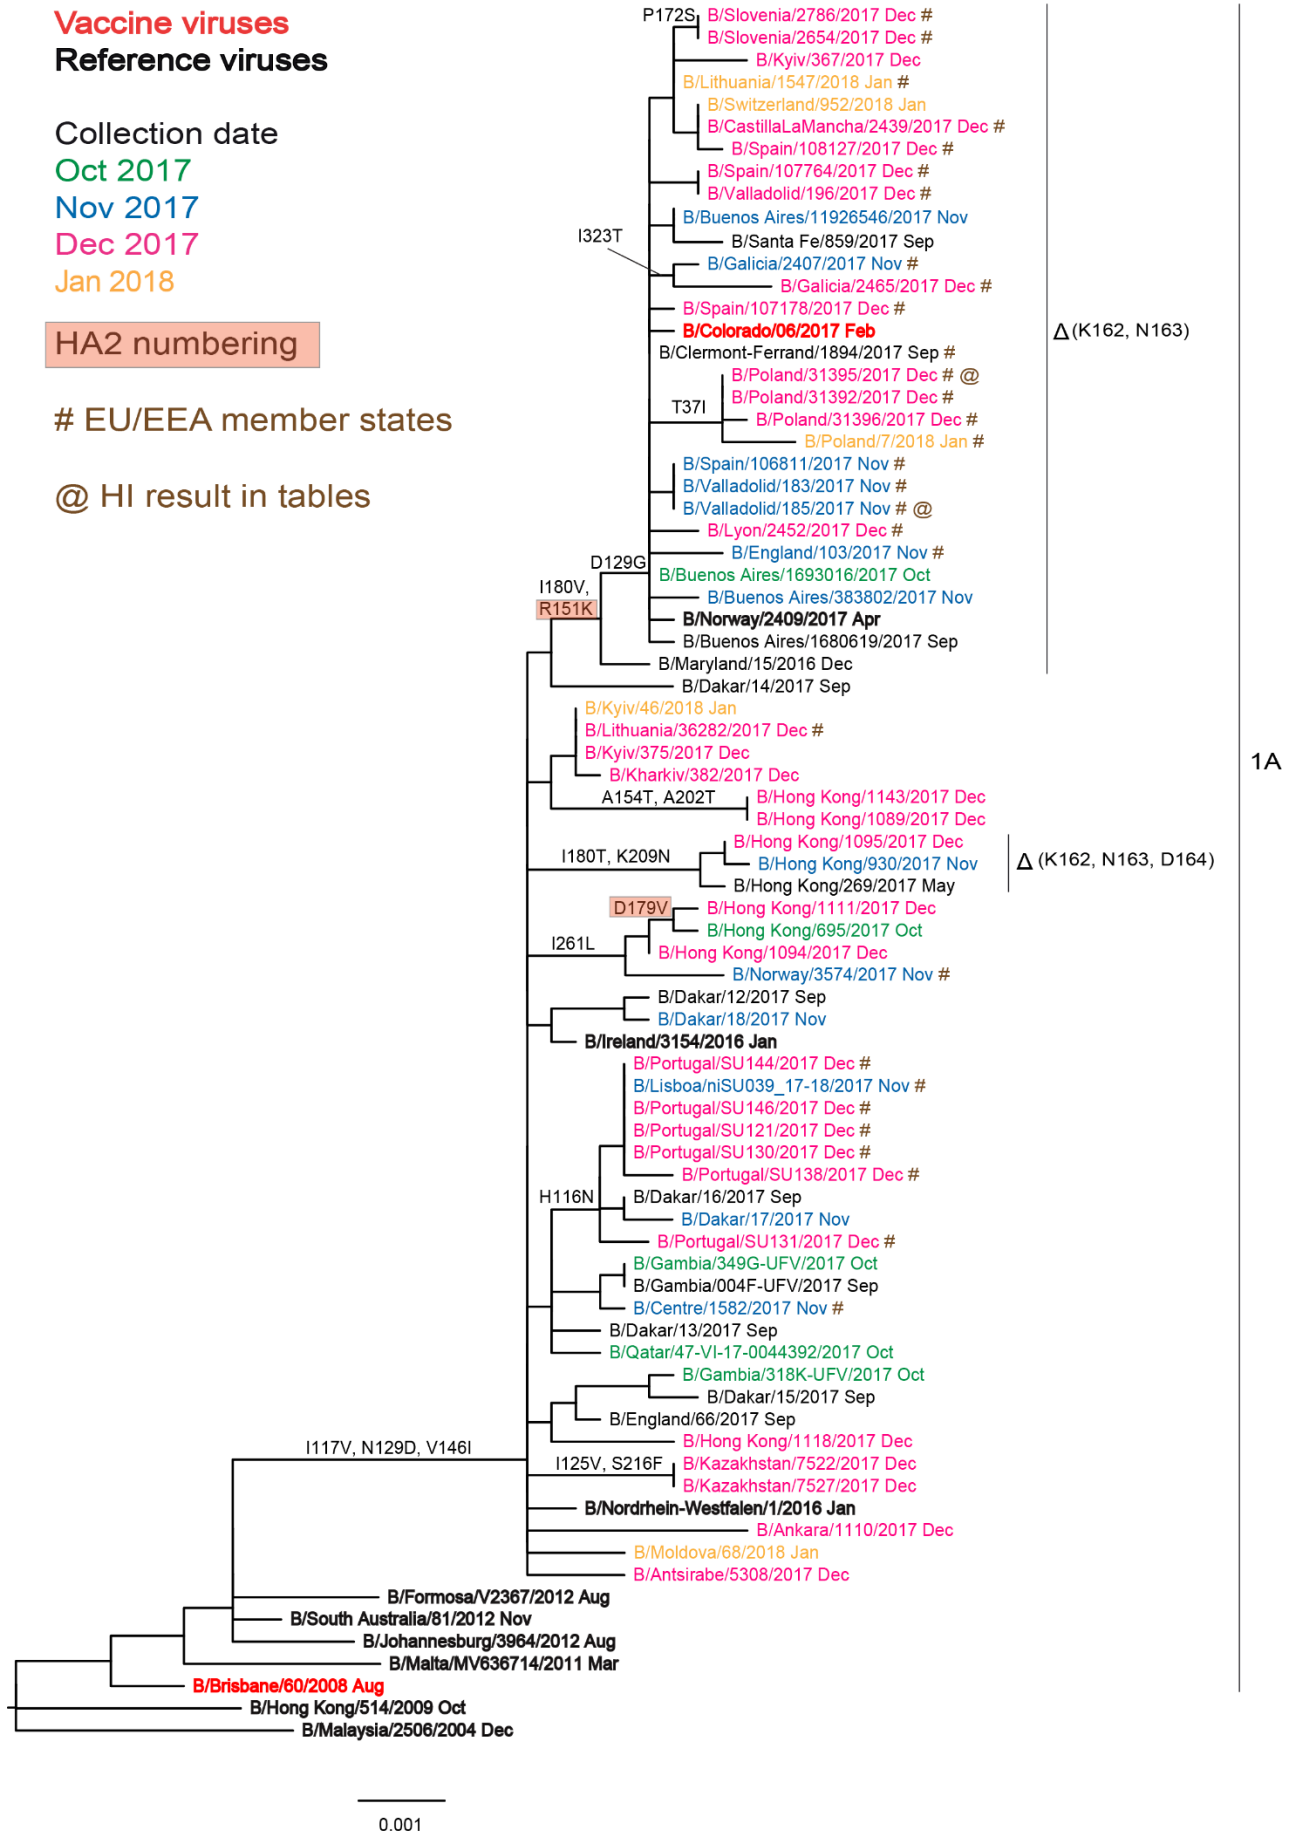 Vaccine viruses
Reference viruses
Collection date
Oct 2017
Nov 2017
Dec 2017
Jan 2018
HA2 numbering
# EU/EEA member states
@ HI result in tables
P172S
B/Slovenia/2786/2017 Dec #
B/Slovenia/2654/2017 Dec #
B/Kyiv/367/2017 Dec
B/Lithuania/1547/2018 Jan #
B/Switzerland/952/2018 Jan
B/CastillaLaMancha/2439/2017 Dec #
B/Spain/108127/2017 Dec #
B/Spain/107764/2017 Dec #
B/Valladolid/196/2017 Dec #
B/Buenos Aires/11926546/2017 Nov
I323T
B/Santa Fe/859/2017 Sep
B/Galicia/2407/2017 Nov #
B/Galicia/2465/2017 Dec #
B/Spain/107178/2017 Dec #
B/Colorado/06/2017 Feb
Δ (K162, N163)
B/Clermont-Ferrand/1894/2017 Sep #
B/Poland/31395/2017 Dec # @
B/Poland/31392/2017 Dec #
T37I
B/Poland/31396/2017 Dec #
B/Poland/7/2018 Jan #
B/Spain/106811/2017 Nov #
B/Valladolid/183/2017 Nov #
B/Valladolid/185/2017 Nov # @
B/Lyon/2452/2017 Dec #
B/England/103/2017 Nov #
D129G
B/Buenos Aires/1693016/2017 Oct
I180V,
R151K
B/Buenos Aires/383802/2017 Nov
B/Norway/2409/2017 Apr
B/Buenos Aires/1680619/2017 Sep
B/Maryland/15/2016 Dec
B/Dakar/14/2017 Sep
B/Kyiv/46/2018 Jan
B/Lithuania/36282/2017 Dec #
B/Kyiv/375/2017 Dec
1A
B/Kharkiv/382/2017 Dec
A154T, A202T
B/Hong Kong/1143/2017 Dec
B/Hong Kong/1089/2017 Dec
B/Hong Kong/1095/2017 Dec
I180T, K209N
B/Hong Kong/930/2017 Nov
Δ (K162, N163, D164)
B/Hong Kong/269/2017 May
D179V
B/Hong Kong/1111/2017 Dec
B/Hong Kong/695/2017 Oct
I261L
B/Hong Kong/1094/2017 Dec
B/Norway/3574/2017 Nov #
B/Dakar/12/2017 Sep
B/Dakar/18/2017 Nov
B/Ireland/3154/2016 Jan
B/Portugal/SU144/2017 Dec #
B/Lisboa/niSU039_17-18/2017 Nov #
B/Portugal/SU146/2017 Dec #
B/Portugal/SU121/2017 Dec #
B/Portugal/SU130/2017 Dec #
B/Portugal/SU138/2017 Dec #
H116N
B/Dakar/16/2017 Sep
B/Dakar/17/2017 Nov
B/Portugal/SU131/2017 Dec #
B/Gambia/349G-UFV/2017 Oct
B/Gambia/004F-UFV/2017 Sep
B/Centre/1582/2017 Nov #
B/Dakar/13/2017 Sep
B/Qatar/47-VI-17-0044392/2017 Oct
B/Gambia/318K-UFV/2017 Oct
B/Dakar/15/2017 Sep
B/England/66/2017 Sep
B/Hong Kong/1118/2017 Dec
I117V, N129D, V146I
I125V, S216F
B/Kazakhstan/7522/2017 Dec
B/Kazakhstan/7527/2017 Dec
B/Nordrhein-Westfalen/1/2016 Jan
B/Ankara/1110/2017 Dec
B/Moldova/68/2018 Jan
B/Antsirabe/5308/2017 Dec
B/Formosa/V2367/2012 Aug
B/South Australia/81/2012 Nov
B/Johannesburg/3964/2012 Aug
B/Malta/MV636714/2011 Mar
B/Brisbane/60/2008 Aug
B/Hong Kong/514/2009 Oct
B/Malaysia/2506/2004 Dec
0.001